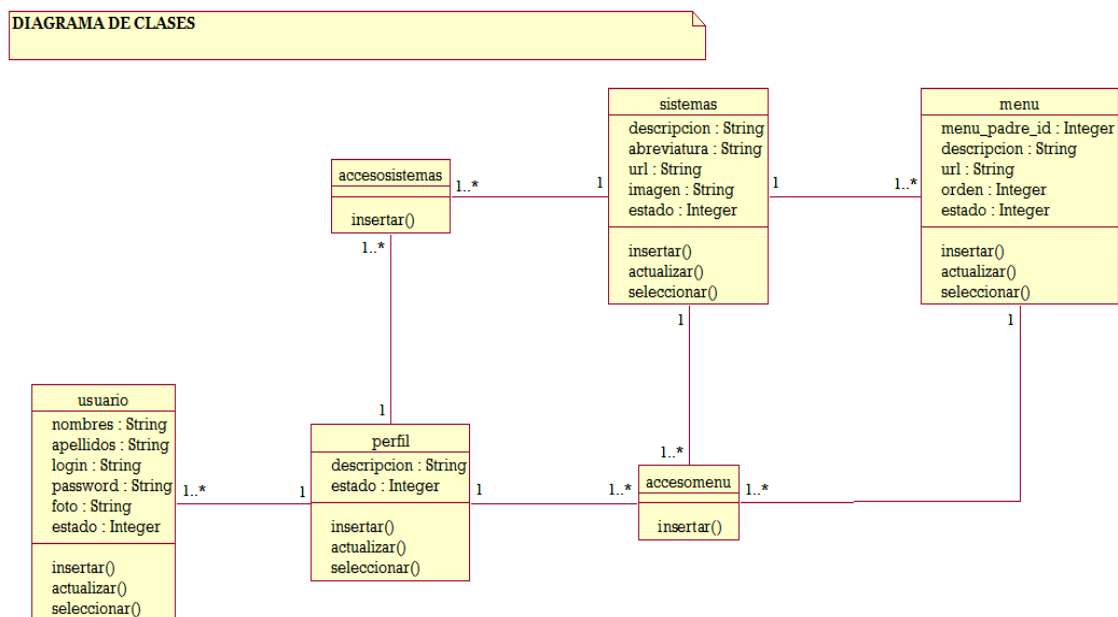 DIAGRAMA DE CLASES
sistemas
descripcion : String
abreviatura : String
url : String
imagen : String
estado : Integer
insertar()
actualizar()
seleccionar()
menu
menu_padre_id : Integer
descripcion : String
url : String
orden : Integer
estado : Integer
insertar()
actualizar()
seleccionar()
accesosistemas
insertar()
1..*
1
1
1..*
1..*
1
1
1
usuario
nombres : String
apellidos : String
login : String
password : String
foto : String
estado : Integer
insertar()
actualizar()
seleccionar()
perfil
descripcion : String
estado : Integer
insertar()
actualizar()
seleccionar()
accesomenu
insertar()
1..*
1..*
1
1
1..*
1..*